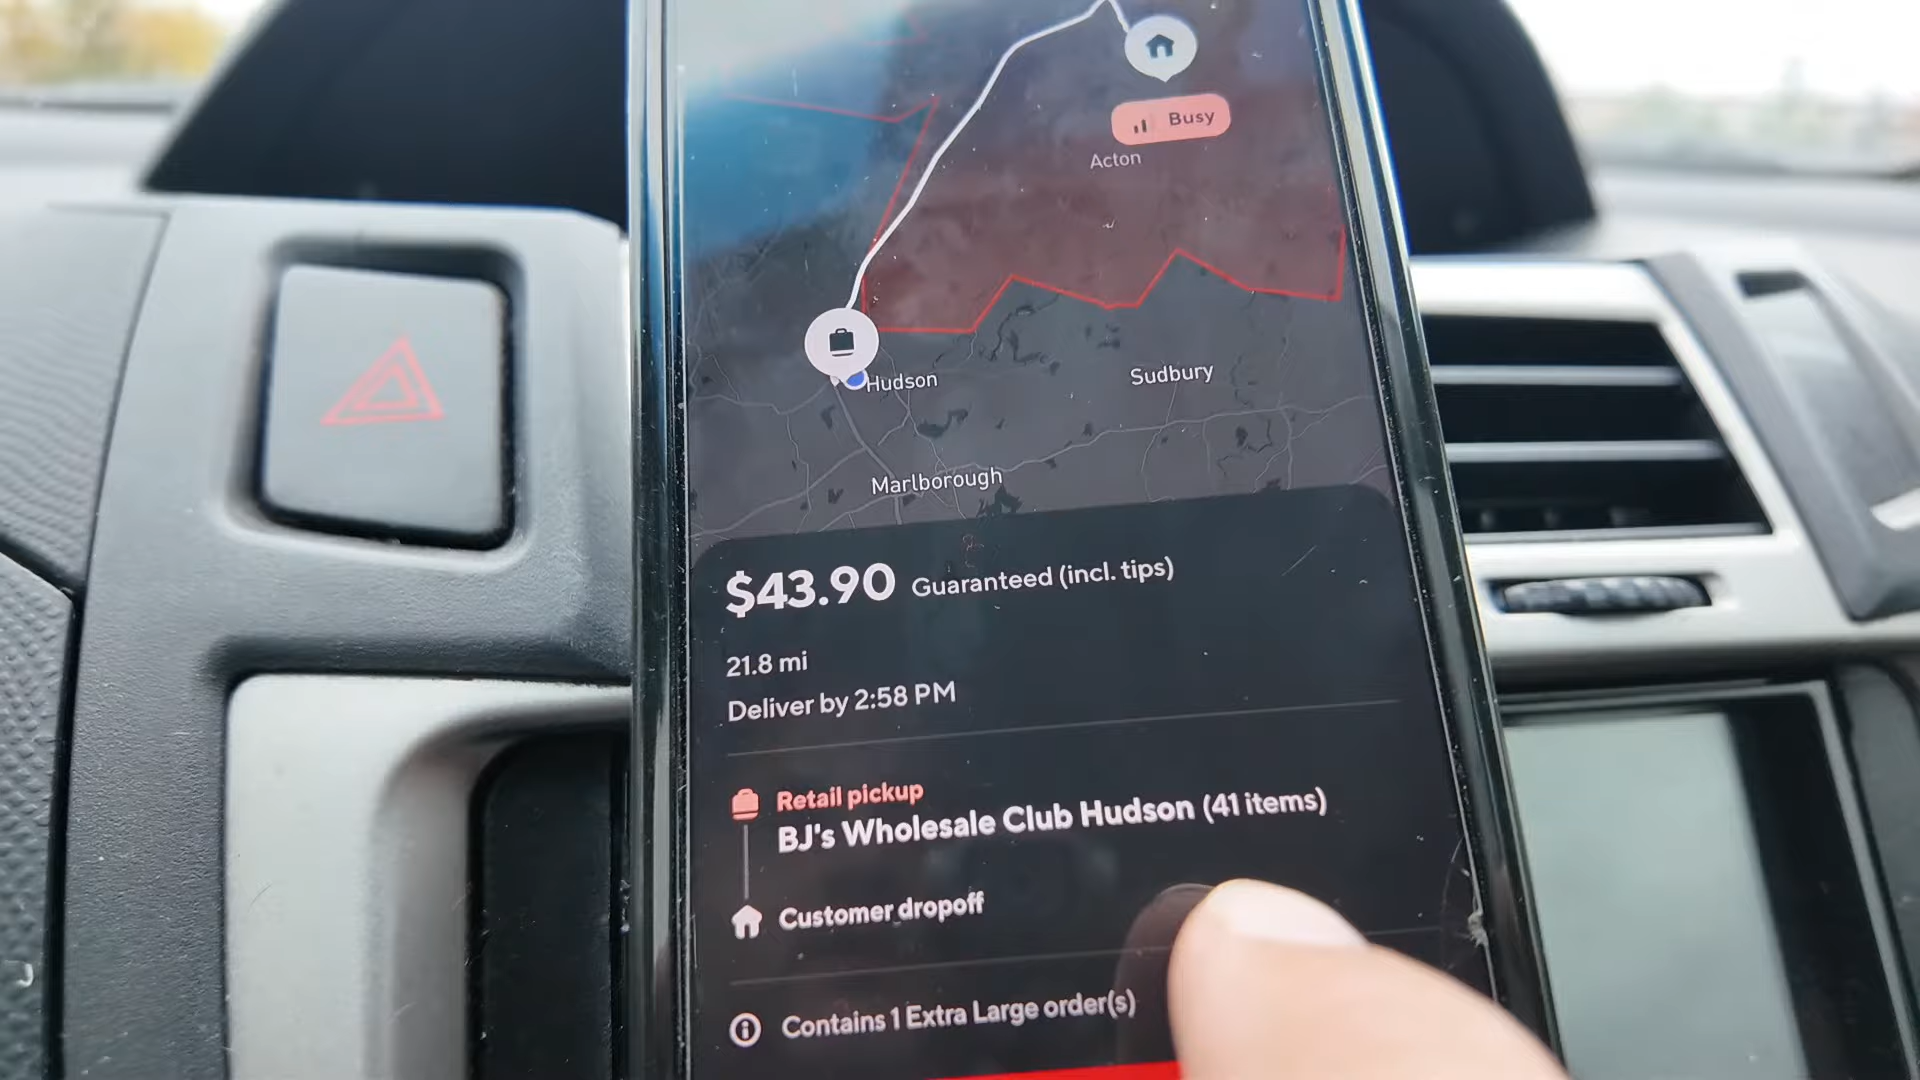 Busy
Acton
Hudson
Sudbury
Marlborough
$43.90 Guaranteed (incl. tips)
21.8 mi
Deliver by 2:58 PM
Retail pickup
BJ's Wholesale Club Hudson (41 items)
Customer dropoff
Contains 1 Extra Large order(s)